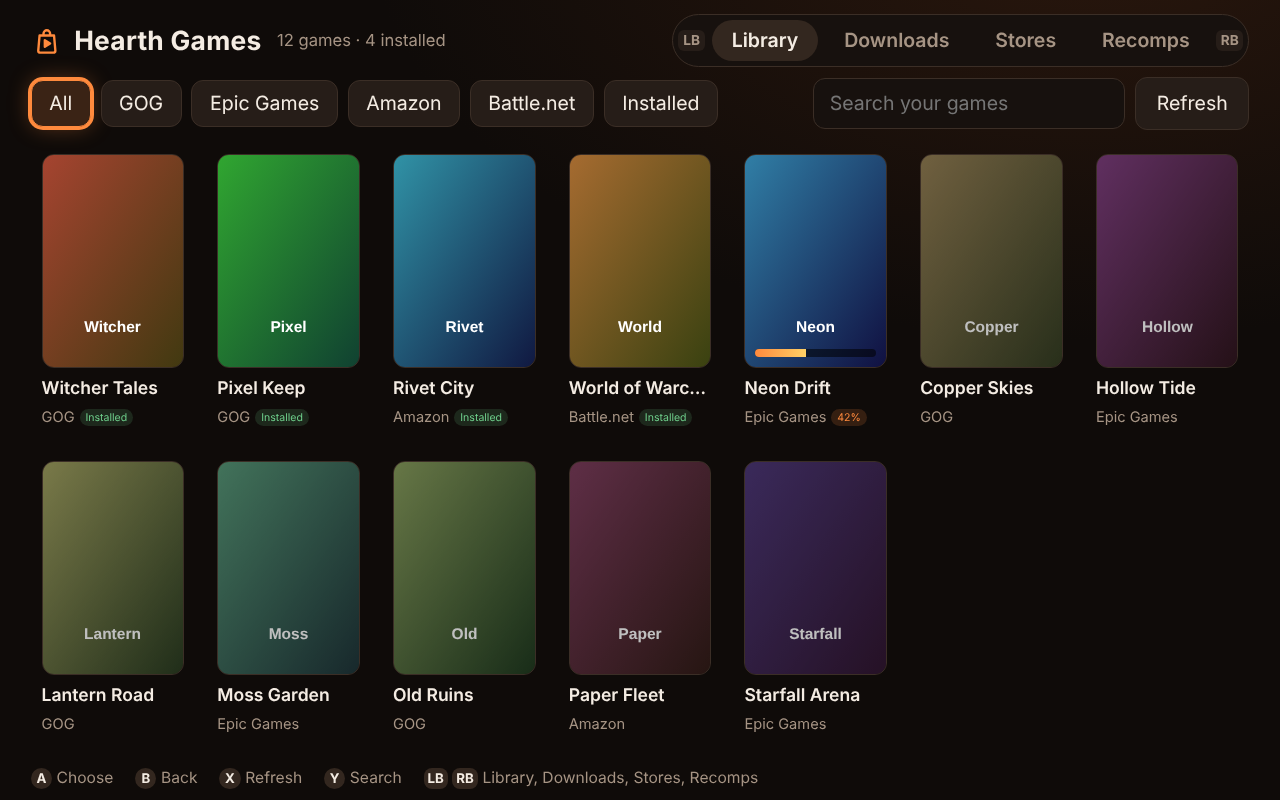 Hearth Games 12 games · 4 installed LB Library Downloads Stores Recomps RB
All GOG Epic Games Amazon Battle.net Installed Search your games Refresh
Witcher Pixel Rivet World Neon Copper Hollow
Witcher Tales Pixel Keep Rivet City World of Warc... Neon Drift Copper Skies Hollow Tide
GOG Installed GOG Installed Amazon Installed Battle.net Installed Epic Games 42% GOG Epic Games
Lantern Moss Old Paper Starfall
Lantern Road Moss Garden Old Ruins Paper Fleet Starfall Arena
GOG Epic Games GOG Amazon Epic Games
A Choose B Back X Refresh Y Search LB RB Library, Downloads, Stores, Recomps